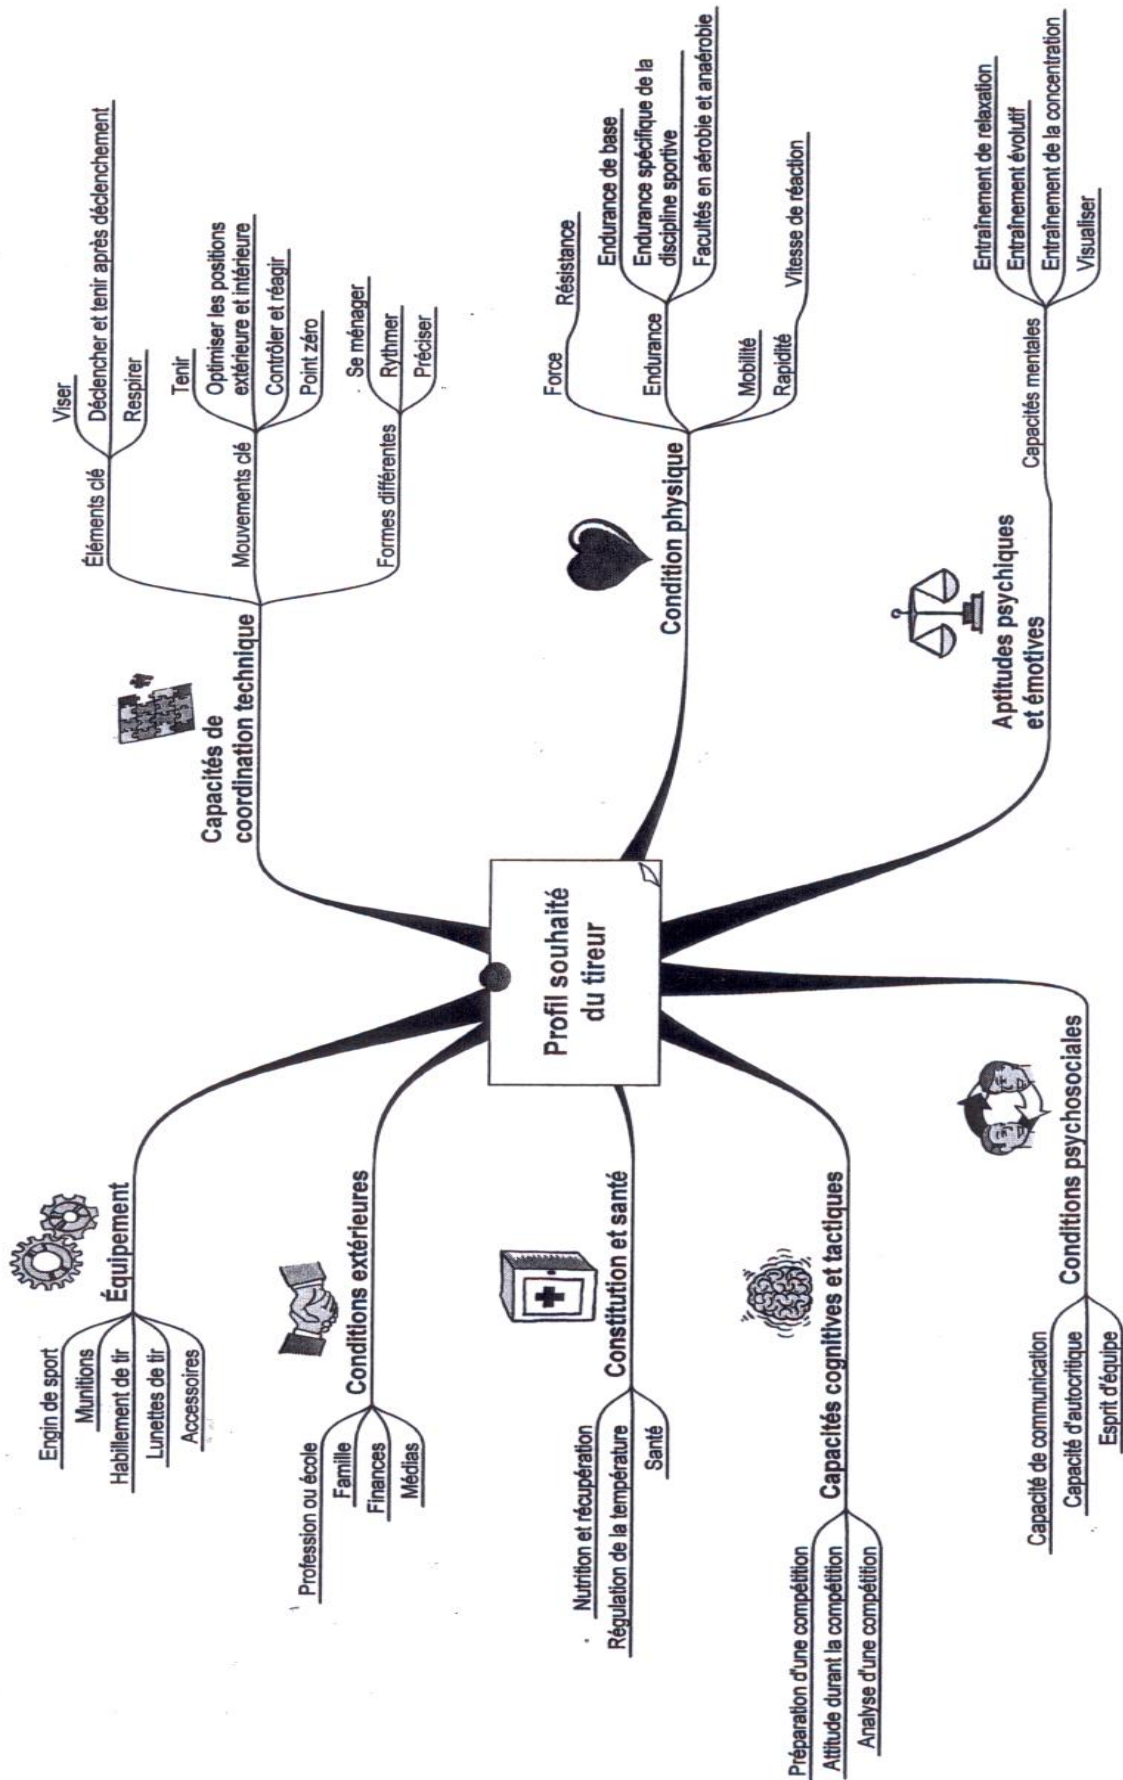 Profil souhaité
du tireur
Capacités de
coordination technique
Éléments clé
Viser
Déclencher et tenir après déclenchement
Respirer
Mouvements clé
Tenir
Optimiser les positions
extérieure et intérieure
Contrôler et réagir
Point zéro
Formes différentes
Se ménager
Rythmer
Préciser
Condition physique
Force
Résistance
Endurance
Endurance de base
Endurance spécifique de la
discipline sportive
Facultés en aérobie et anaérobie
Mobilité
Rapidité
Vitesse de réaction
Aptitudes psychiques
et émotives
Capacités mentales
Entraînement de relaxation
Entraînement évolutif
Entraînement de la concentration
Visualiser
Équipement
Engin de sport
Munitions
Habillement de tir
Lunettes de tir
Accessoires
Conditions extérieures
Profession ou école
Famille
Finances
Médias
Constitution et santé
Nutrition et récupération
Régulation de la température
Santé
Capacités cognitives et tactiques
Préparation d'une compétition
Attitude durant la compétition
Analyse d'une compétition
Conditions psychosociales
Capacité de communication
Capacité d'autocritique
Esprit d'équipe